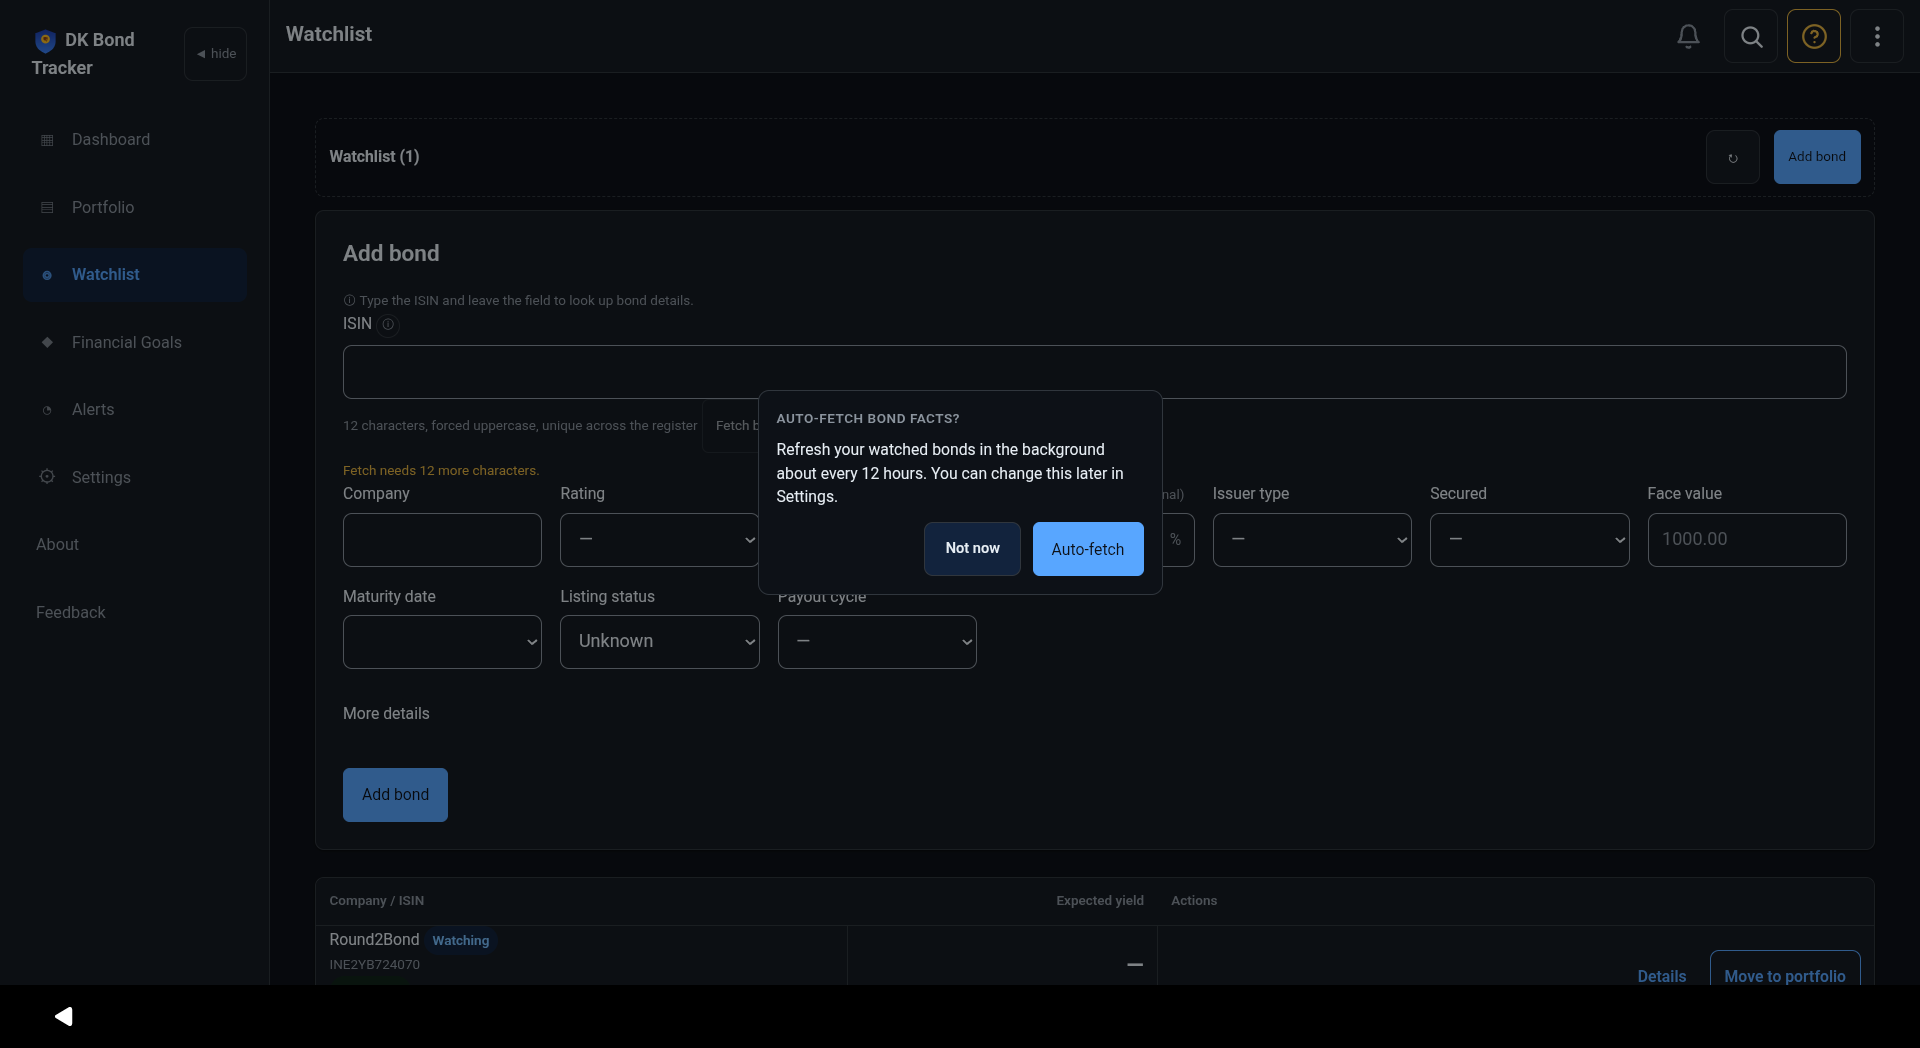 DK Bond
Tracker
◄ hide
Dashboard
Portfolio
Watchlist
Financial Goals
Alerts
Settings
About
Feedback
Watchlist
Watchlist (1)
Add bond
Add bond
ⓘ Type the ISIN and leave the field to look up bond details.
ISIN ⓘ
12 characters, forced uppercase, unique across the register
Fetch b
Fetch needs 12 more characters.
AUTO-FETCH BOND FACTS?
Refresh your watched bonds in the background
about every 12 hours. You can change this later in
Settings.
Not now
Auto-fetch
Company
Rating
nal)
Issuer type
Secured
Face value
—
%
—
—
1000.00
Maturity date
Listing status
Payout cycle
Unknown
—
More details
Add bond
Company / ISIN
Expected yield
Actions
Round2Bond
Watching
INE2YB724070
—
Details
Move to portfolio